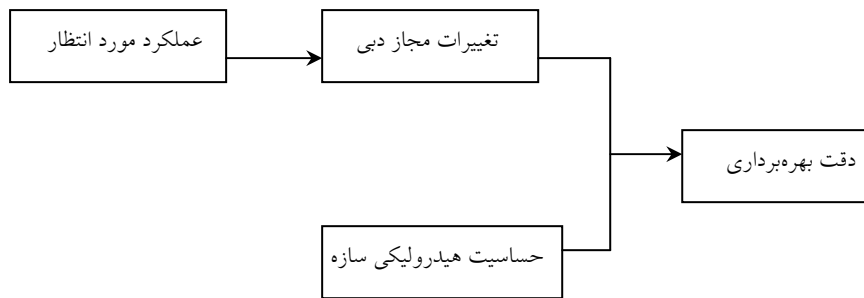 عملکرد مورد انتظار
تغییرات مجاز دبی
دقت بهره‌برداری
حساسیت هیدرولیکی سازه